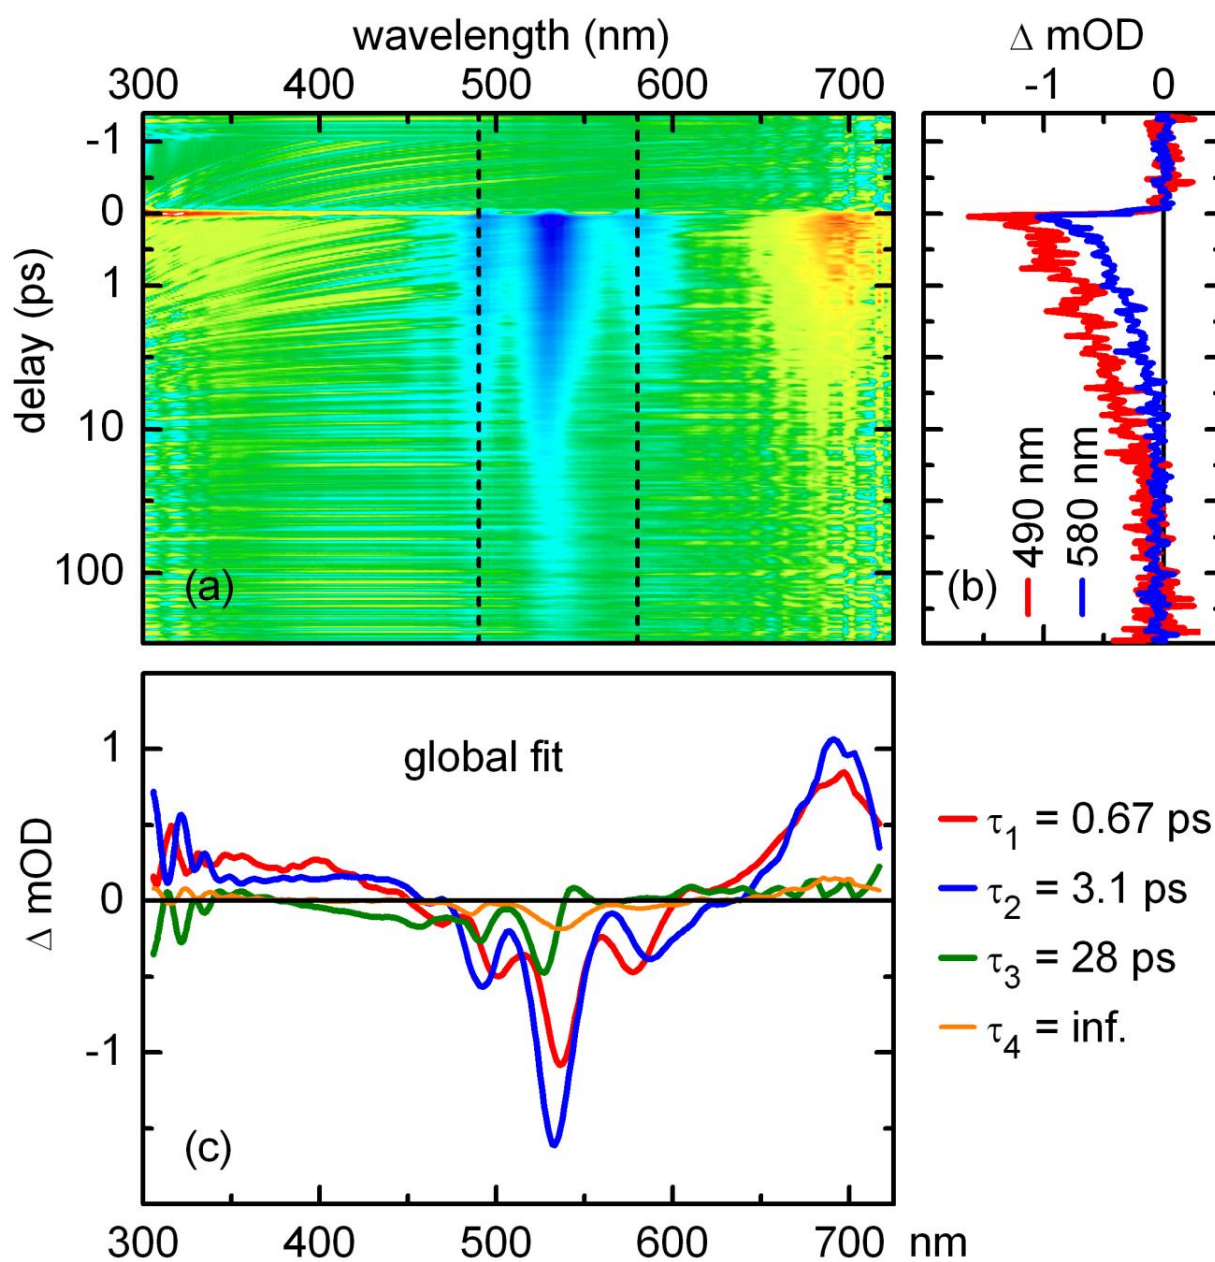 wavelength (nm)
Δ mOD
300 400 500 600 700
-1 0
delay (ps)
-1
0
1
10
100
(a)
(b)
490 nm
580 nm
Δ mOD
1
0
-1
global fit
(c)
τ1 = 0.67 ps
τ2 = 3.1 ps
τ3 = 28 ps
τ4 = inf.
300 400 500 600 700 nm